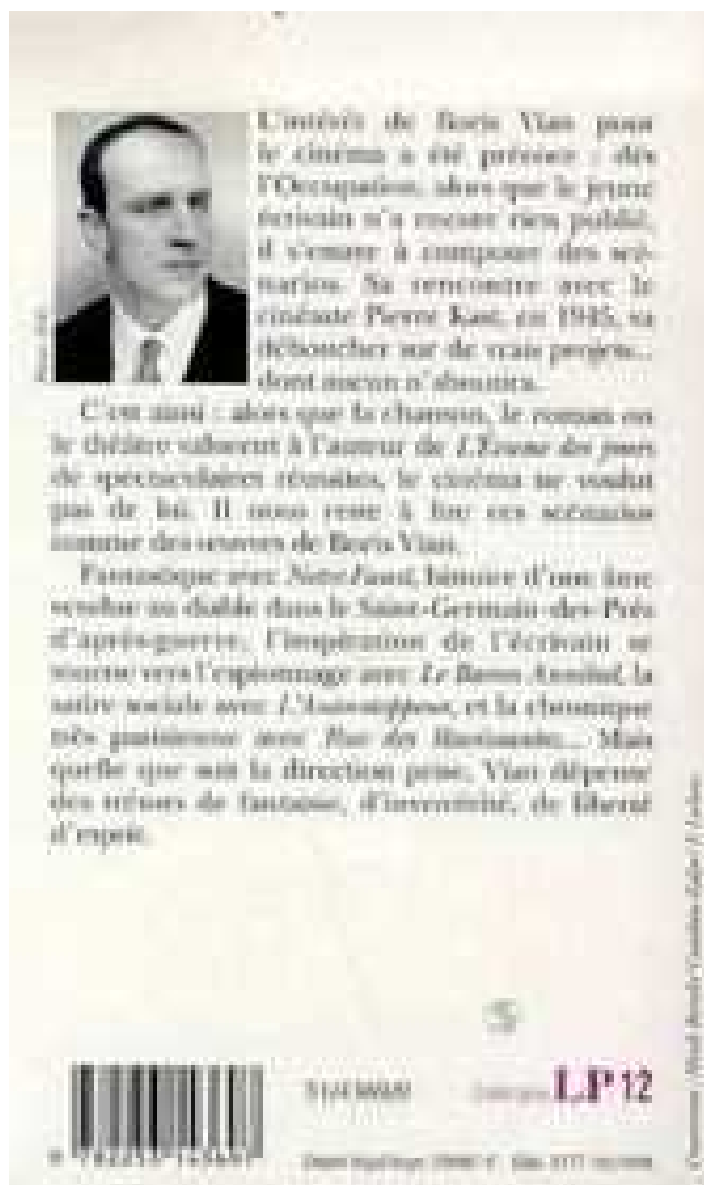 L'intérêt de Boris Vian pour
le cinéma a été précoce : dès
l'Occupation, alors que le jeune
écrivain n'a encore rien publié,
il s'essaye à composer des scé-
narios. Sa rencontre avec le
cinéaste Pierre Kast, en 1945, va
déboucher sur de vrais projets...
dont aucun n'aboutira.
C'est ainsi : alors que la chanson, le roman ou
le théâtre valurent à l'auteur de L'Écume des jours
de spectaculaires réussites, le cinéma ne voulut
pas de lui. Il nous reste à lire ces scénarios
comme des œuvres de Boris Vian.
Fantastique avec Notre Faust, histoire d'une âme
vendue au diable dans le Saint-Germain-des-Prés
d'après-guerre, l'inspiration de l'écrivain se
tourne vers l'espionnage avec Le Baron Annibal, la
satire sociale avec L'Auto-stoppeur, et la chronique
très parisienne avec Rue des Ravissantes... Mais
quelle que soit la direction prise, Vian dépense
des trésors de fantaisie, d'inventivité, de liberté
d'esprit.
LP 12